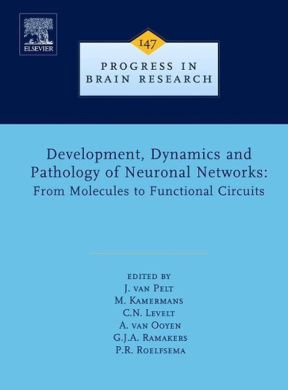 ELSEVIER
147
PROGRESS IN
BRAIN RESEARCH
Development, Dynamics and
Pathology of Neuronal Networks:
From Molecules to Functional Circuits
EDITED BY
J. VAN PELT
M. KAMERMANS
C.N. LEVELT
A. VAN OOYEN
G.J.A. RAMAKERS
P.R. ROELFSEMA